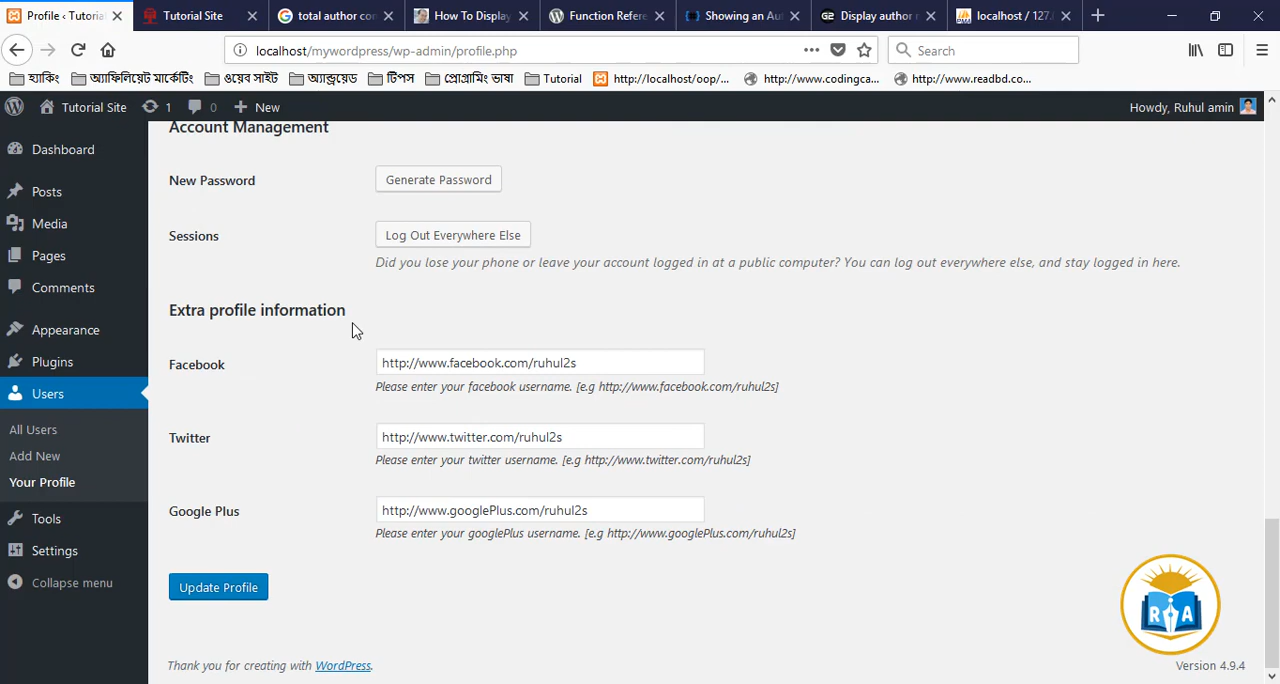 Profile ‹ Tutori
Tutorial Site
total author co
How To Display
Function Refere
Showing an Aut
Display author
localhost / 127.
localhost/mywordpress/wp-admin/profile.php
Search
হ্যাকিং
অ্যাফিলিয়েট মার্কেটিং
ওয়েব সাইট
অ্যান্ড্রয়েড
টিপস
প্রোগ্রামিং ভাষা
Tutorial
http://localhost/oop/...
http://www.codingca...
http://www.readbd.co...
Tutorial Site
1
0
New
Howdy, Ruhul amin
Dashboard
Posts
Media
Pages
Comments
Appearance
Plugins
Users
All Users
Add New
Your Profile
Tools
Settings
Collapse menu
Account Management
New Password
Generate Password
Sessions
Log Out Everywhere Else
Did you lose your phone or leave your account logged in at a public computer? You can log out everywhere else, and stay logged in here.
Extra profile information
Facebook
http://www.facebook.com/ruhul2s
Please enter your facebook username. [e.g http://www.facebook.com/ruhul2s]
Twitter
http://www.twitter.com/ruhul2s
Please enter your twitter username. [e.g http://www.twitter.com/ruhul2s]
Google Plus
http://www.googlePlus.com/ruhul2s
Please enter your googlePlus username. [e.g http://www.googlePlus.com/ruhul2s]
Update Profile
R A
Thank you for creating with WordPress.
Version 4.9.4